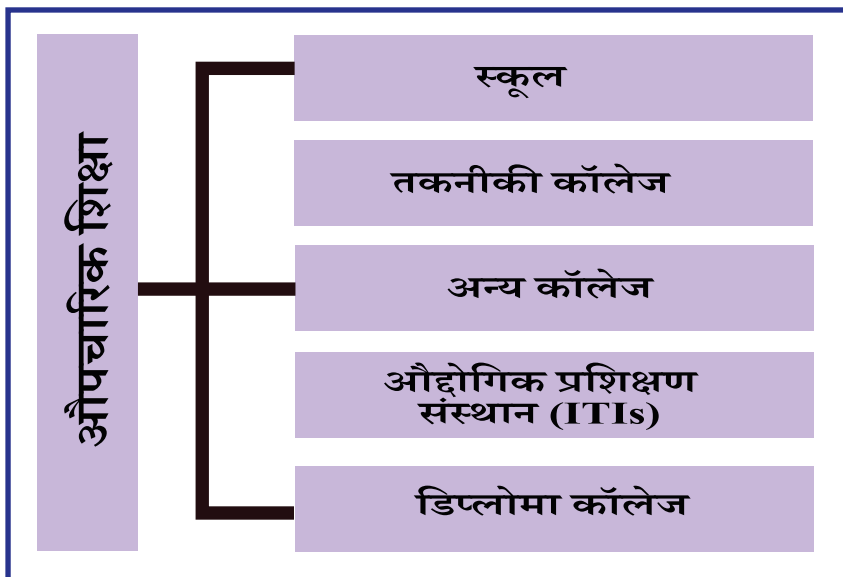 औपचारिक शिक्षा
स्कूल
तकनीकी कॉलेज
अन्य कॉलेज
औद्दोगिक प्रशिक्षण
संस्थान (ITIs)
डिप्लोमा कॉलेज